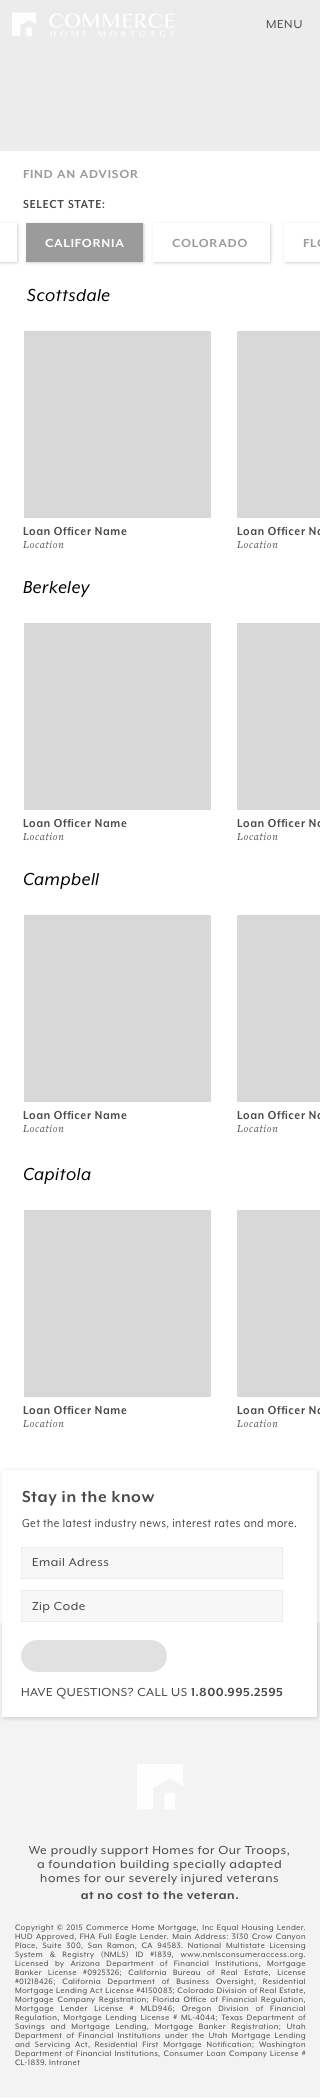 COMMERCE
HOME MORTGAGE
MENU
FIND AN ADVISOR
SELECT STATE:
CALIFORNIA COLORADO FLO
Scottsdale
Loan Officer Name Loan Officer Na
Location Location
Berkeley
Loan Officer Name Loan Officer Na
Location Location
Campbell
Loan Officer Name Loan Officer Na
Location Location
Capitola
Loan Officer Name Loan Officer Na
Location Location
Stay in the know
Get the latest industry news, interest rates and more.
Email Adress
Zip Code
HAVE QUESTIONS? CALL US 1.800.995.2595
We proudly support Homes for Our Troops,
a foundation building specially adapted
homes for our severely injured veterans
at no cost to the veteran.
Copyright © 2015 Commerce Home Mortgage, Inc Equal Housing Lender.
HUD Approved, FHA Full Eagle Lender. Main Address: 3130 Crow Canyon
Place, Suite 300, San Ramon, CA 94583. National Multistate Licensing
System & Registry (NMLS) ID #1839, www.nmlsconsumeraccess.org.
Licensed by Arizona Department of Financial Institutions, Mortgage
Banker License #0925326; California Bureau of Real Estate, License
#01218426; California Department of Business Oversight, Residential
Mortgage Lending Act License #4150083; Colorado Division of Real Estate,
Mortgage Company Registration; Florida Office of Financial Regulation,
Mortgage Lender License # MLD946; Oregon Division of Financial
Regulation, Mortgage Lending License # ML-4044; Texas Department of
Savings and Mortgage Lending, Mortgage Banker Registration; Utah
Department of Financial Institutions under the Utah Mortgage Lending
and Servicing Act, Residential First Mortgage Notification; Washington
Department of Financial Institutions, Consumer Loan Company License #
CL-1839. Intranet